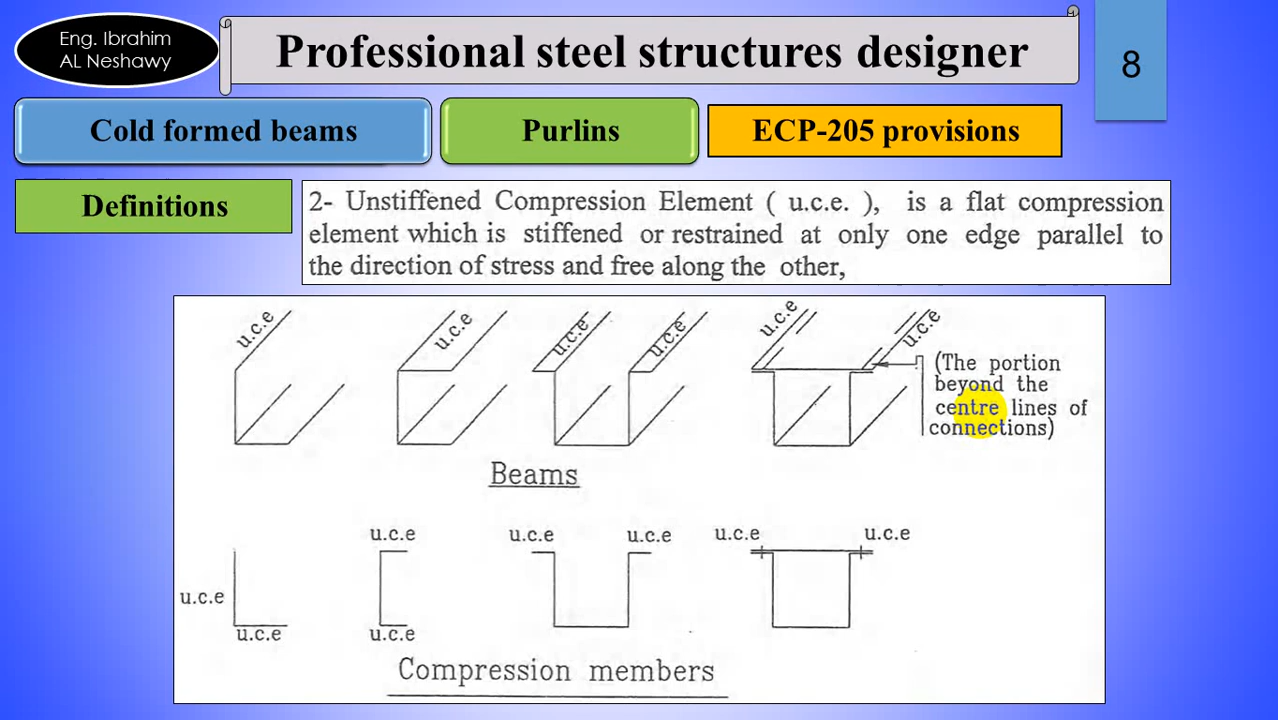 Eng. Ibrahim
AL Neshawy
Professional steel structures designer
8
Cold formed beams
Purlins
ECP-205 provisions
Definitions
2- Unstiffened Compression Element ( u.c.e. ), is a flat compression
element which is stiffened or restrained at only one edge parallel to
the direction of stress and free along the other,
u.c.e
u.c.e
u.c.e
u.c.e
u.c.e
u.c.e
(The portion
beyond the
centre lines of
connections)
Beams
u.c.e
u.c.e
u.c.e
u.c.e
u.c.e
u.c.e
u.c.e
u.c.e
Compression members